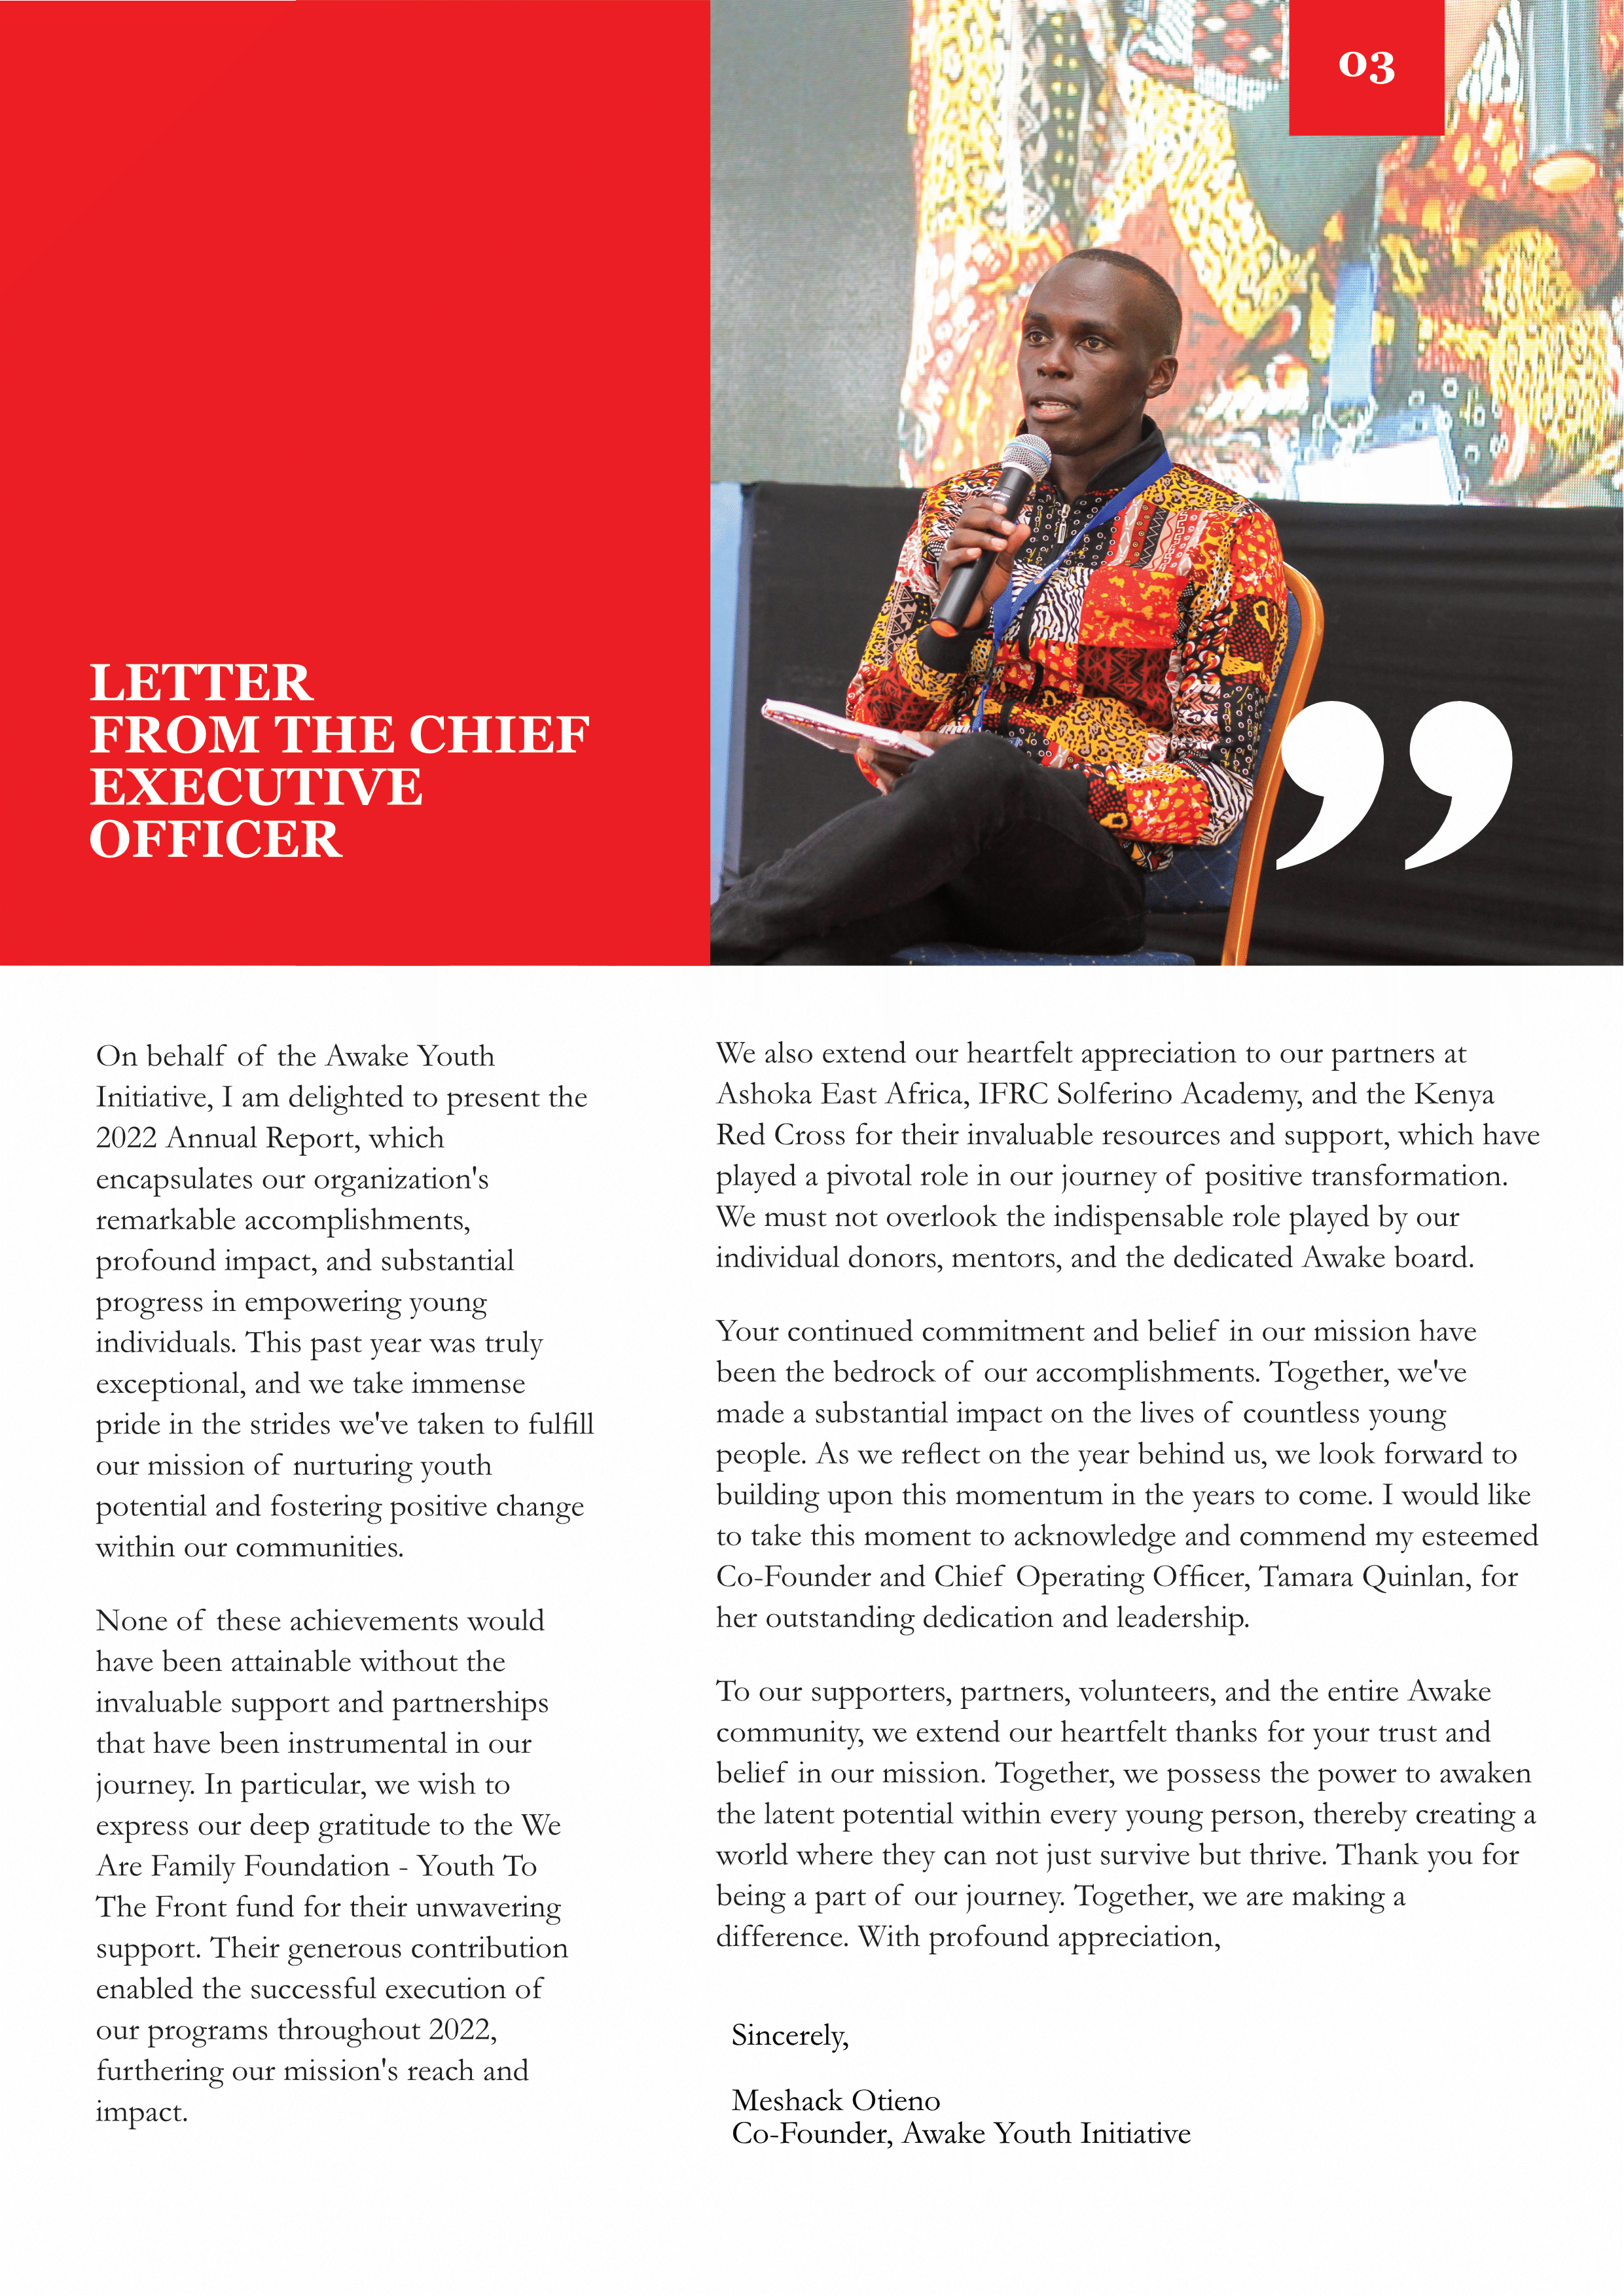 03
LETTER
FROM THE CHIEF
EXECUTIVE
OFFICER
On behalf of the Awake Youth
Initiative, I am delighted to present the
2022 Annual Report, which
encapsulates our organization's
remarkable accomplishments,
profound impact, and substantial
progress in empowering young
individuals. This past year was truly
exceptional, and we take immense
pride in the strides we've taken to fulfill
our mission of nurturing youth
potential and fostering positive change
within our communities.
None of these achievements would
have been attainable without the
invaluable support and partnerships
that have been instrumental in our
journey. In particular, we wish to
express our deep gratitude to the We
Are Family Foundation - Youth To
The Front fund for their unwavering
support. Their generous contribution
enabled the successful execution of
our programs throughout 2022,
furthering our mission's reach and
impact.
We also extend our heartfelt appreciation to our partners at
Ashoka East Africa, IFRC Solferino Academy, and the Kenya
Red Cross for their invaluable resources and support, which have
played a pivotal role in our journey of positive transformation.
We must not overlook the indispensable role played by our
individual donors, mentors, and the dedicated Awake board.
Your continued commitment and belief in our mission have
been the bedrock of our accomplishments. Together, we've
made a substantial impact on the lives of countless young
people. As we reflect on the year behind us, we look forward to
building upon this momentum in the years to come. I would like
to take this moment to acknowledge and commend my esteemed
Co-Founder and Chief Operating Officer, Tamara Quinlan, for
her outstanding dedication and leadership.
To our supporters, partners, volunteers, and the entire Awake
community, we extend our heartfelt thanks for your trust and
belief in our mission. Together, we possess the power to awaken
the latent potential within every young person, thereby creating a
world where they can not just survive but thrive. Thank you for
being a part of our journey. Together, we are making a
difference. With profound appreciation,
Sincerely,
Meshack Otieno
Co-Founder, Awake Youth Initiative